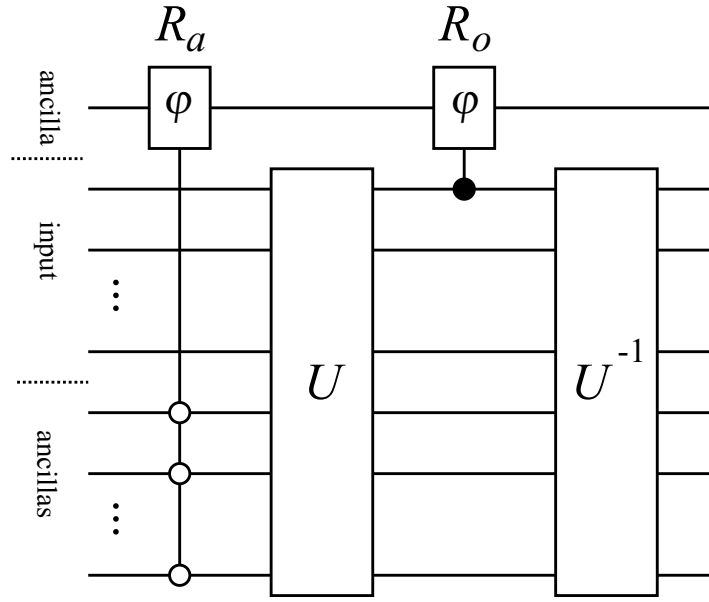 R_a R_o
ancilla φ φ
input
⋮
U U⁻¹
ancillas
⋮